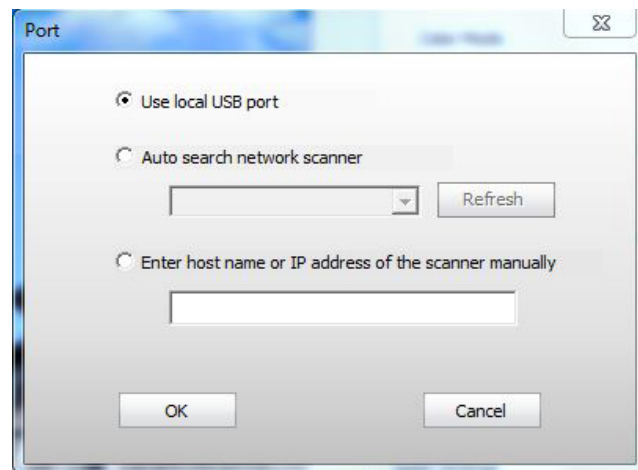 Port
Use local USB port
Auto search network scanner
Refresh
Enter host name or IP address of the scanner manually
OK
Cancel